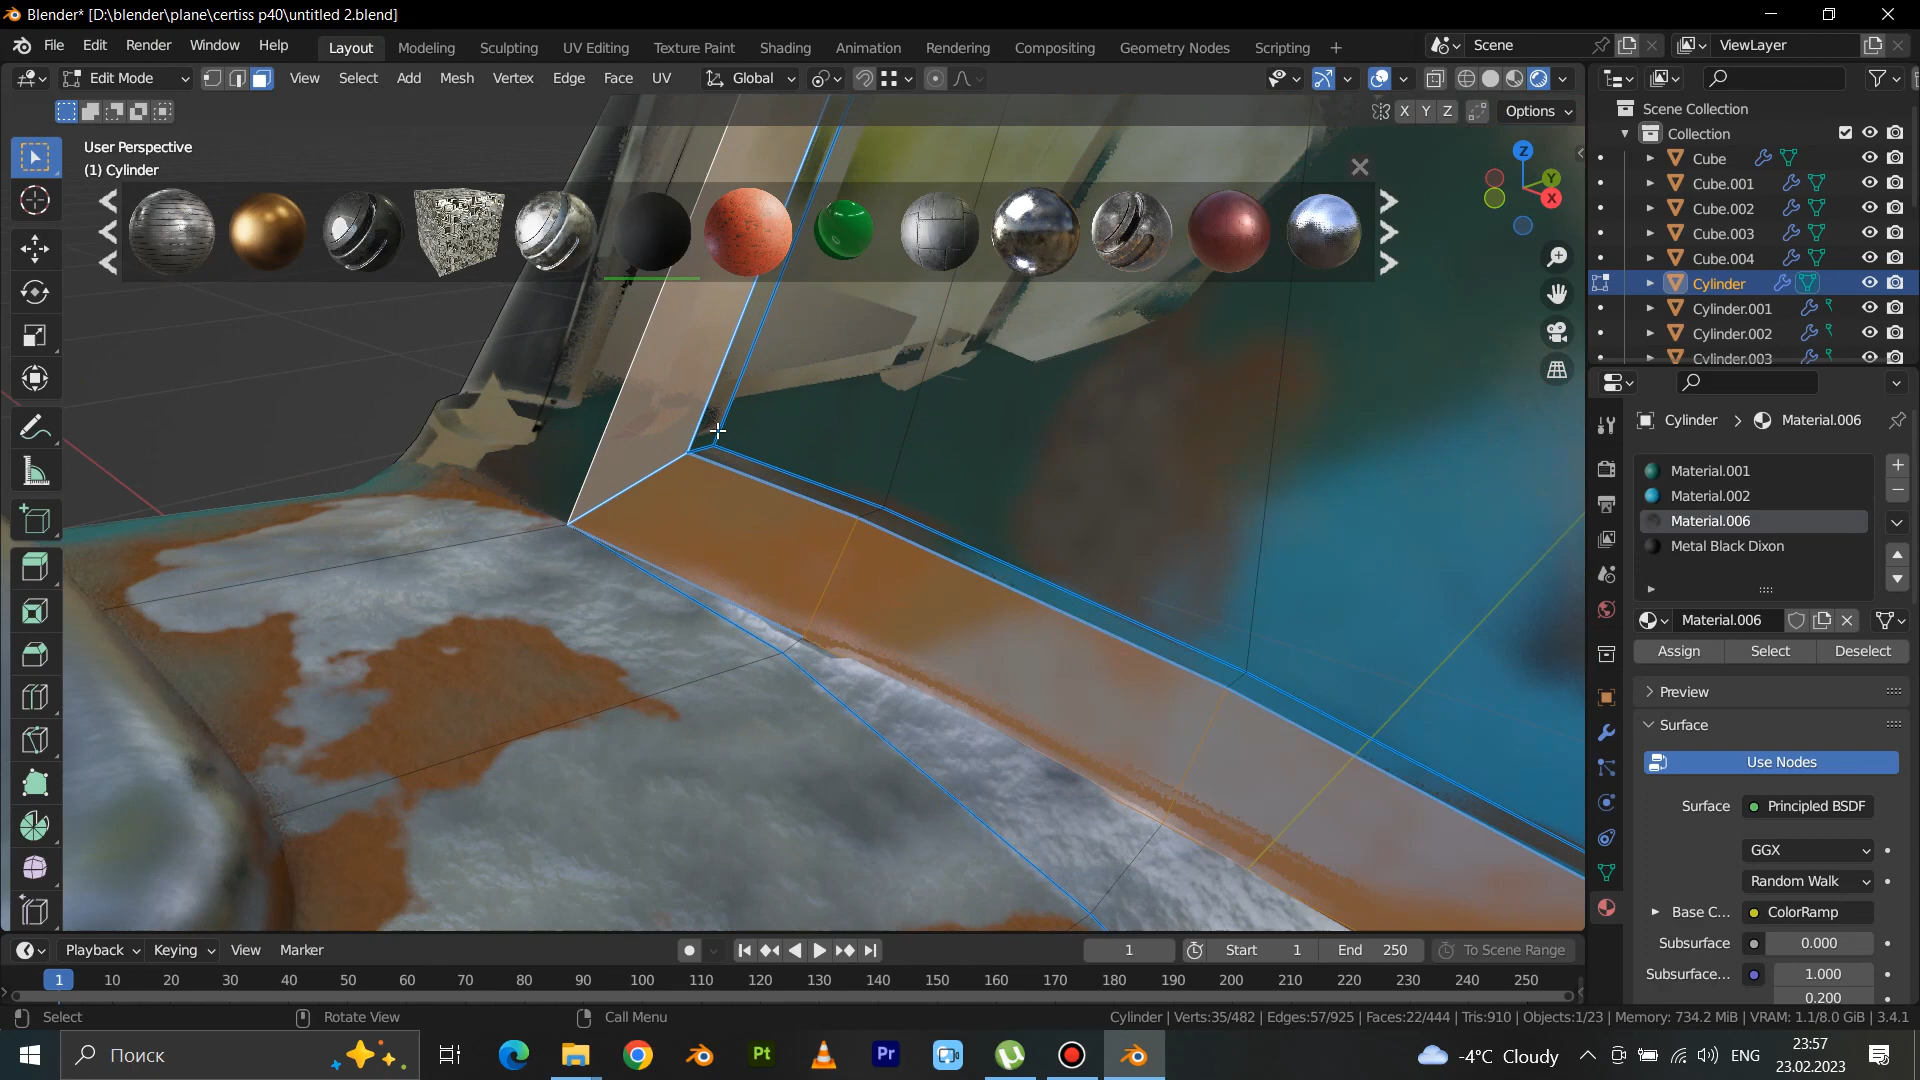 Blender* [D:\blender\plane\certiss p40\untitled 2.blend]
File Edit Render Window Help Layout Modeling Sculpting UV Editing Texture Paint Shading Animation Rendering Compositing Geometry Nodes Scripting + Scene ViewLayer
Edit Mode View Select Add Mesh Vertex Edge Face UV Global
X Y Z Options
User Perspective
(1) Cylinder
Z
Y
X
Scene Collection
Collection
Cube
Cube.001
Cube.002
Cube.003
Cube.004
Cylinder
Cylinder.001
Cylinder.002
Cylinder.003
Cylinder > Material.006
Material.001
Material.002
Material.006
Metal Black Dixon
Material.006
Assign Select Deselect
Preview
Surface
Use Nodes
Surface Principled BSDF
GGX
Random Walk
Base C... ColorRamp
Subsurface 0.000
Subsurface... 1.000
0.200
Playback Keying View Marker 1 Start 1 End 250 To Scene Range
1 10 20 30 40 50 60 70 80 90 100 110 120 130 140 150 160 170 180 190 200 210 220 230 240 250
Select Rotate View Call Menu Cylinder | Verts:35/482 | Edges:57/925 | Faces:22/444 | Tris:910 | Objects:1/23 | Memory: 734.2 MiB | VRAM: 1.1/8.0 GiB | 3.4.1
Поиск Pt Pr -4°C Cloudy ENG 23:57
23.02.2023